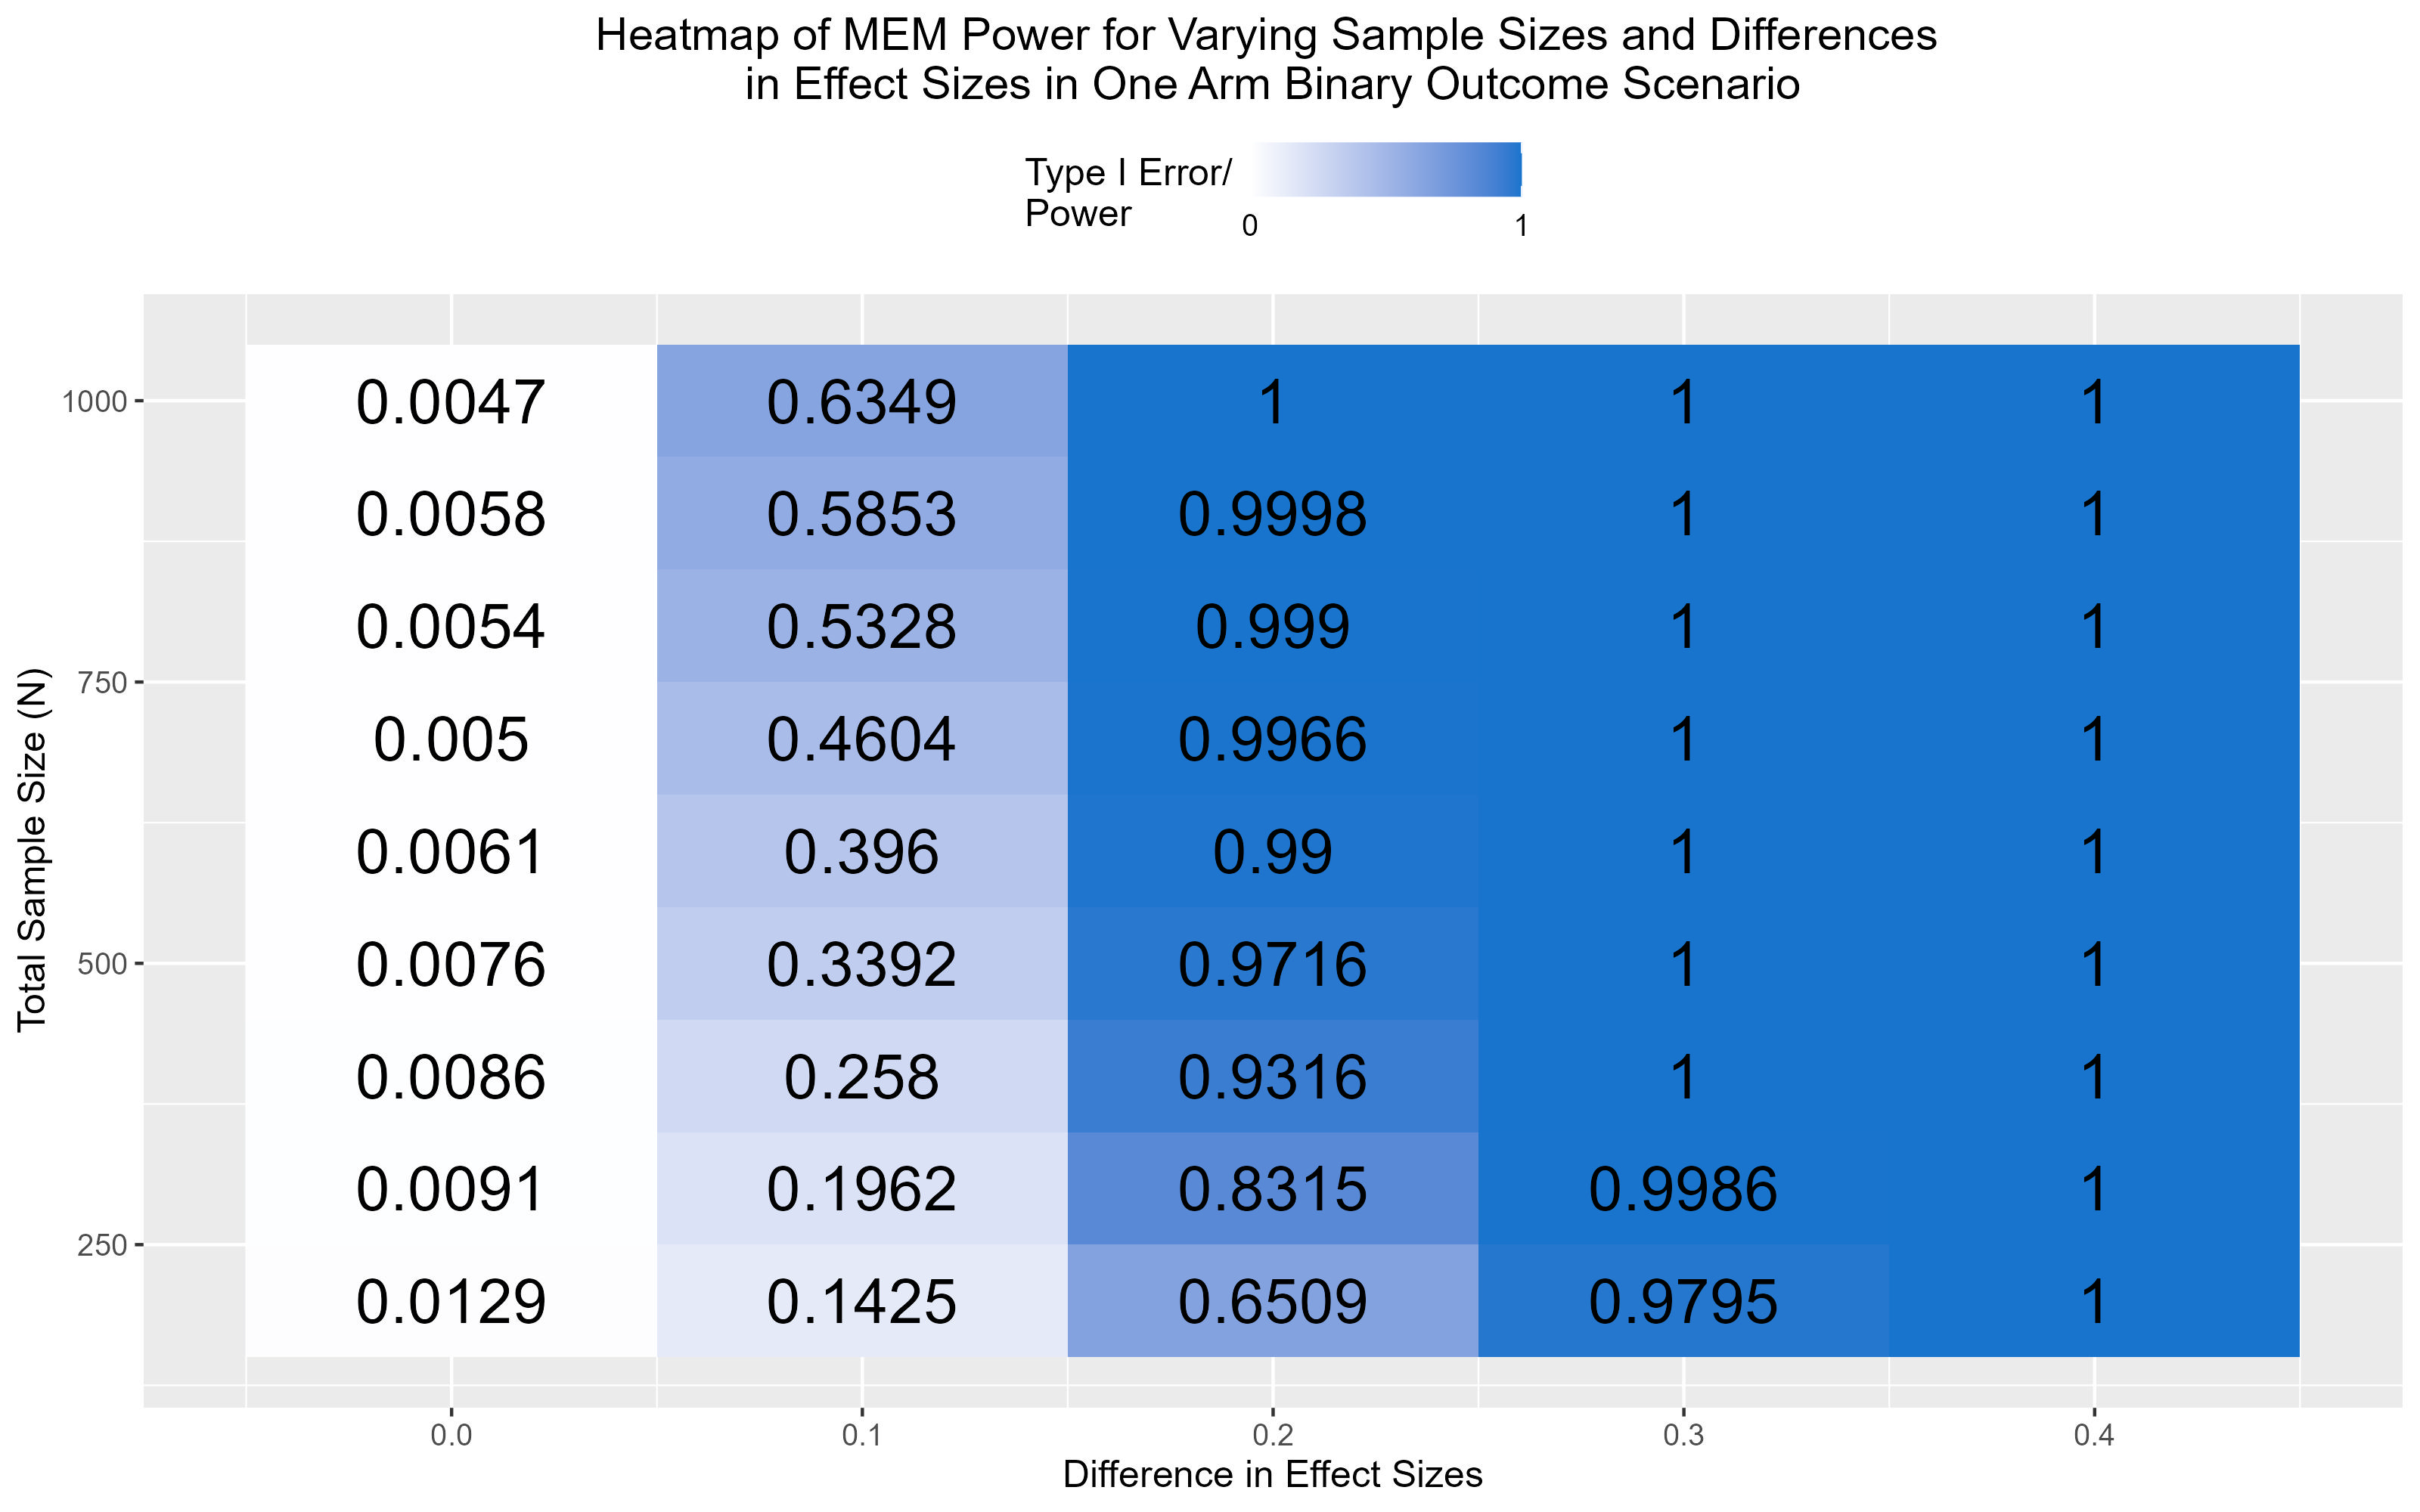 Heatmap of MEM Power for Varying Sample Sizes and Differences
in Effect Sizes in One Arm Binary Outcome Scenario
Type I Error/
Power
0 1
Total Sample Size (N)
1000 0.0047 0.6349 1 1 1
0.0058 0.5853 0.9998 1 1
0.0054 0.5328 0.999 1 1
750
0.005 0.4604 0.9966 1 1
0.0061 0.396 0.99 1 1
500 0.0076 0.3392 0.9716 1 1
0.0086 0.258 0.9316 1 1
0.0091 0.1962 0.8315 0.9986 1
250
0.0129 0.1425 0.6509 0.9795 1
0.0 0.1 0.2 0.3 0.4
Difference in Effect Sizes